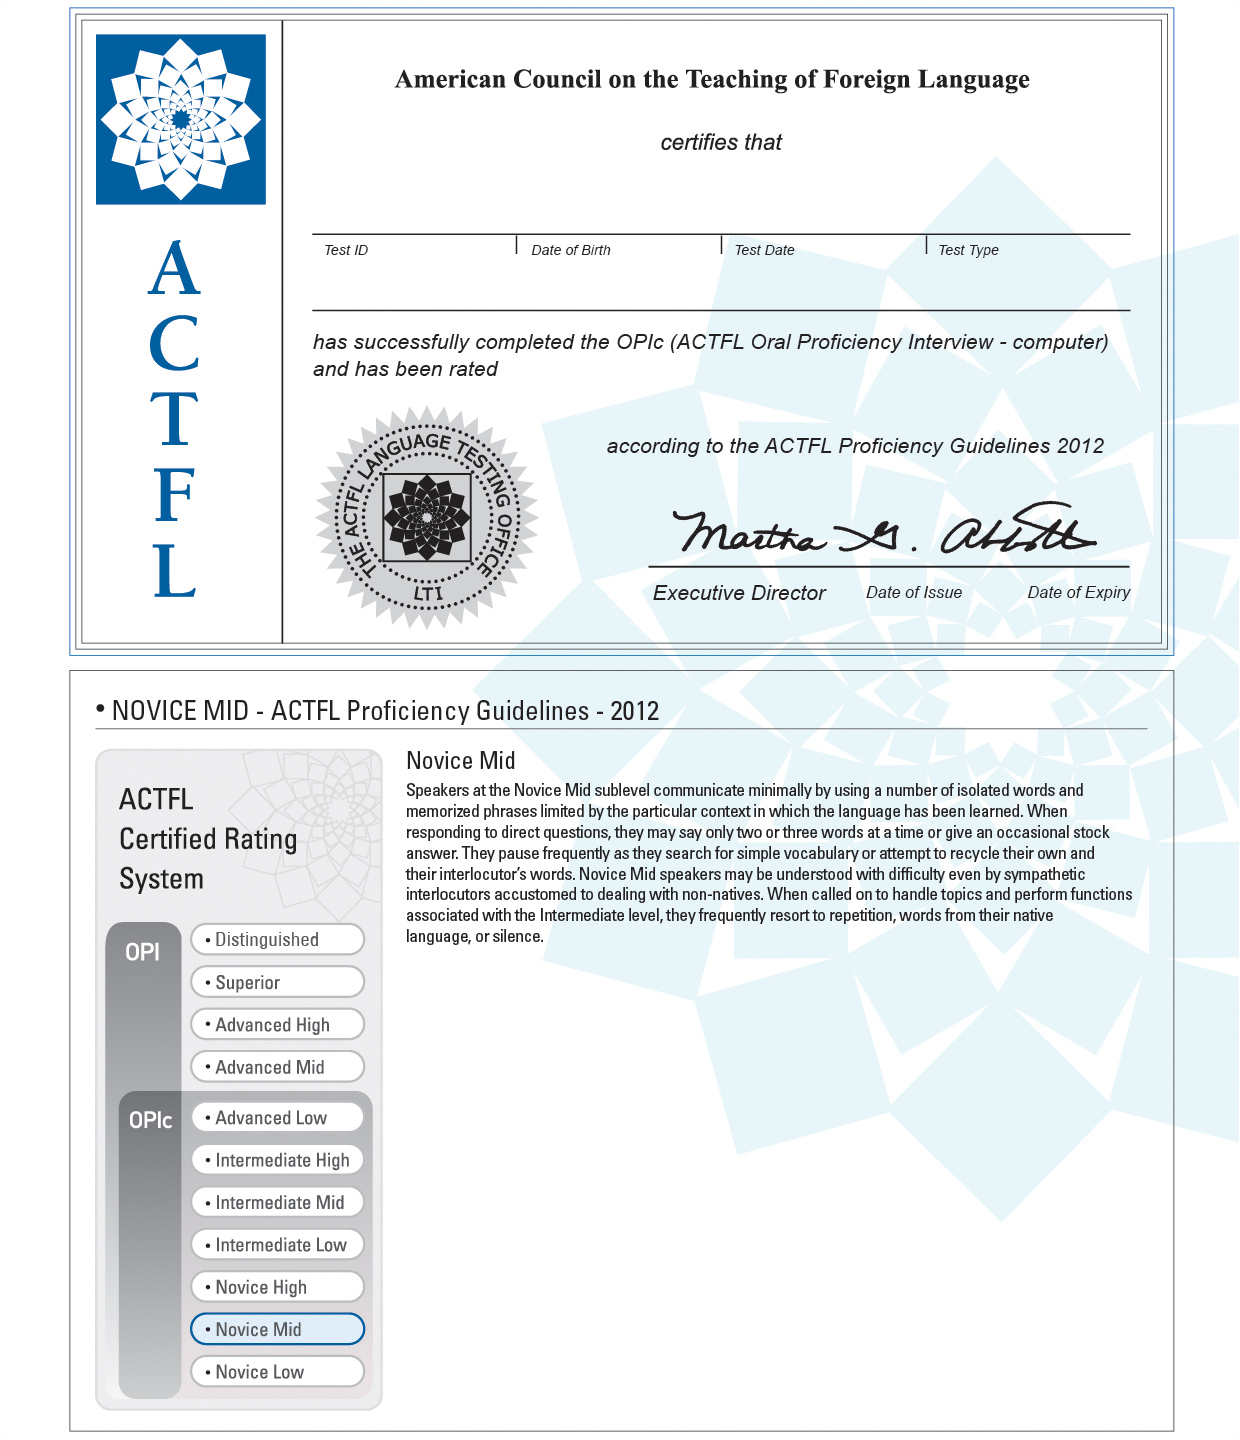 A
C
T
F
L
American Council on the Teaching of Foreign Language
certifies that
Test ID
Date of Birth
Test Date
Test Type
has successfully completed the OPIc (ACTFL Oral Proficiency Interview - computer)
and has been rated
according to the ACTFL Proficiency Guidelines 2012
THE ACTFL LANGUAGE TESTING OFFICE
LTI
Martha G. Abbott
Executive Director
Date of Issue
Date of Expiry
• NOVICE MID - ACTFL Proficiency Guidelines - 2012
ACTFL
Certified Rating
System
OPI
• Distinguished
• Superior
• Advanced High
• Advanced Mid
OPIc
• Advanced Low
• Intermediate High
• Intermediate Mid
• Intermediate Low
• Novice High
• Novice Mid
• Novice Low
Novice Mid
Speakers at the Novice Mid sublevel communicate minimally by using a number of isolated words and
memorized phrases limited by the particular context in which the language has been learned. When
responding to direct questions, they may say only two or three words at a time or give an occasional stock
answer. They pause frequently as they search for simple vocabulary or attempt to recycle their own and
their interlocutor's words. Novice Mid speakers may be understood with difficulty even by sympathetic
interlocutors accustomed to dealing with non-natives. When called on to handle topics and perform functions
associated with the Intermediate level, they frequently resort to repetition, words from their native
language, or silence.